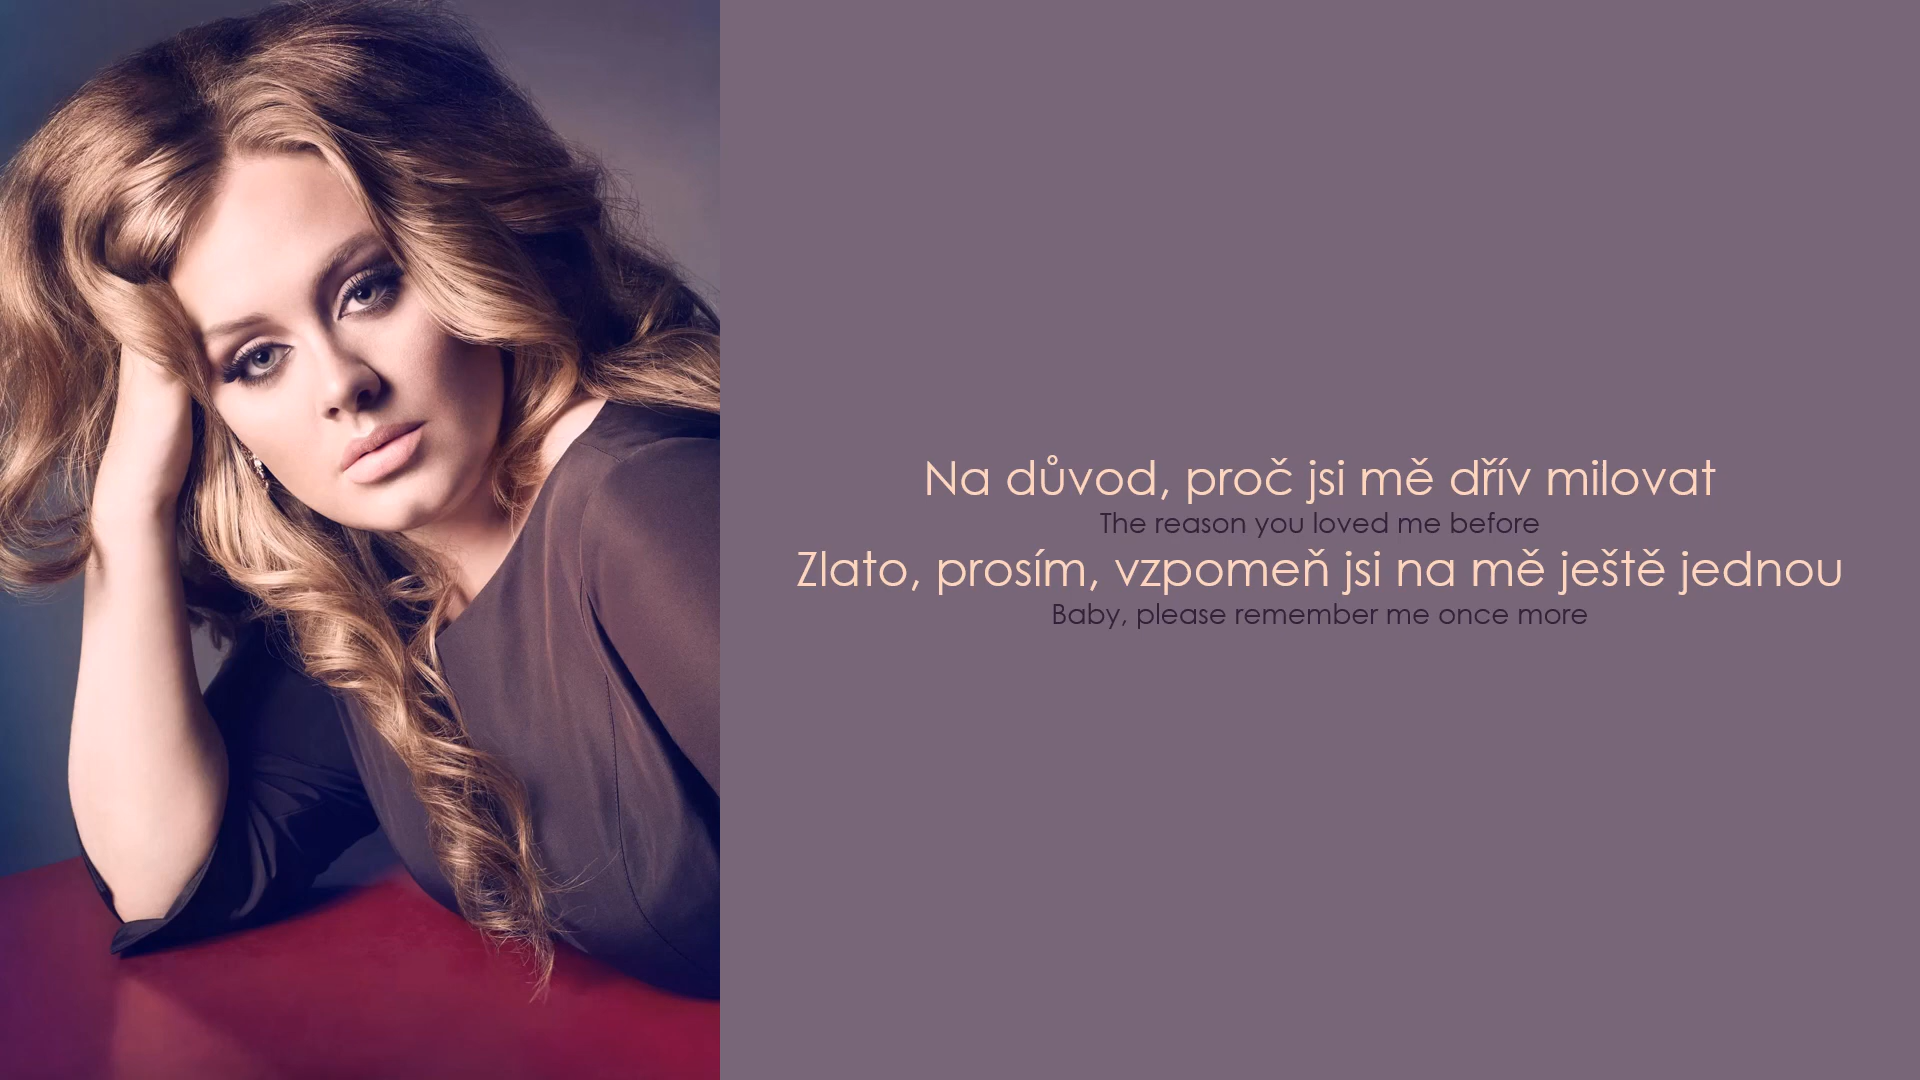 Na důvod, proč jsi mě dřív milovat
The reason you loved me before
Zlato, prosím, vzpomeň jsi na mě ještě jednou
Baby, please remember me once more